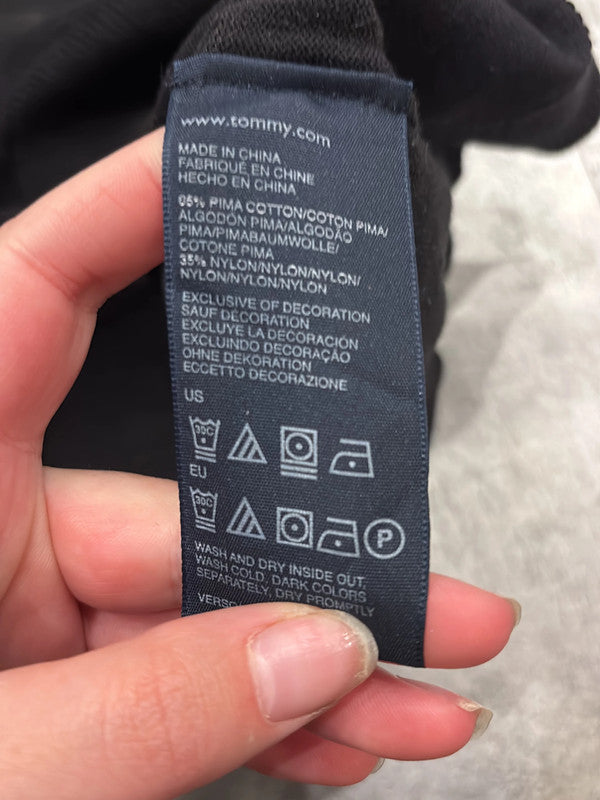 www.tommy.com
MADE IN CHINA
FABRIQUÉ EN CHINE
HECHO EN CHINA
65% PIMA COTTON/COTON PIMA/
ALGODÓN PIMA/ALGODÃO
PIMA/PIMABAUMWOLLE/
COTONE PIMA
35% NYLON/NYLON/NYLON/
NYLON/NYLON/NYLON
EXCLUSIVE OF DECORATION
SAUF DÉCORATION
EXCLUYE LA DECORACIÓN
EXCLUINDO DECORAÇÃO
OHNE DEKORATION
ECCETTO DECORAZIONE
US
30C
EU
30C P
WASH AND DRY INSIDE OUT,
WASH COLD, DARK COLORS
SEPARATELY, DRY PROMPTLY